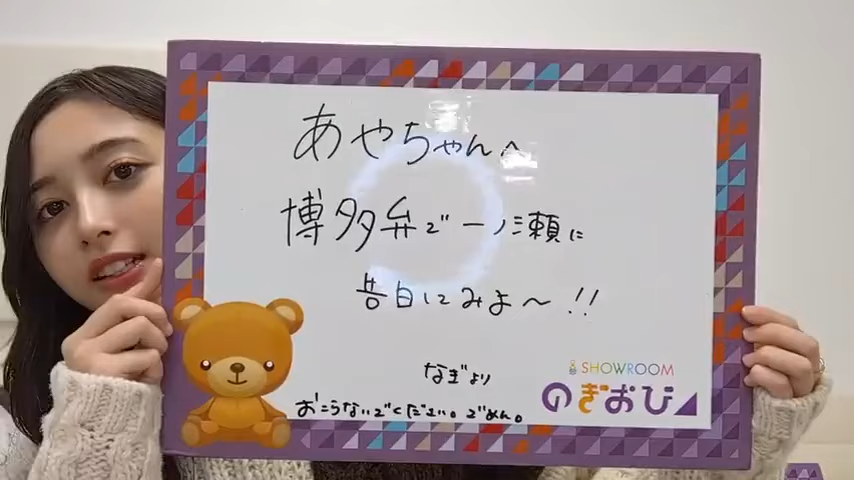 あやちゃんへ
博多弁で一ノ瀬に
告白してみよ〜!!
なぎより
おこらないでください。ごめん。
SHOWROOM
のぎおび